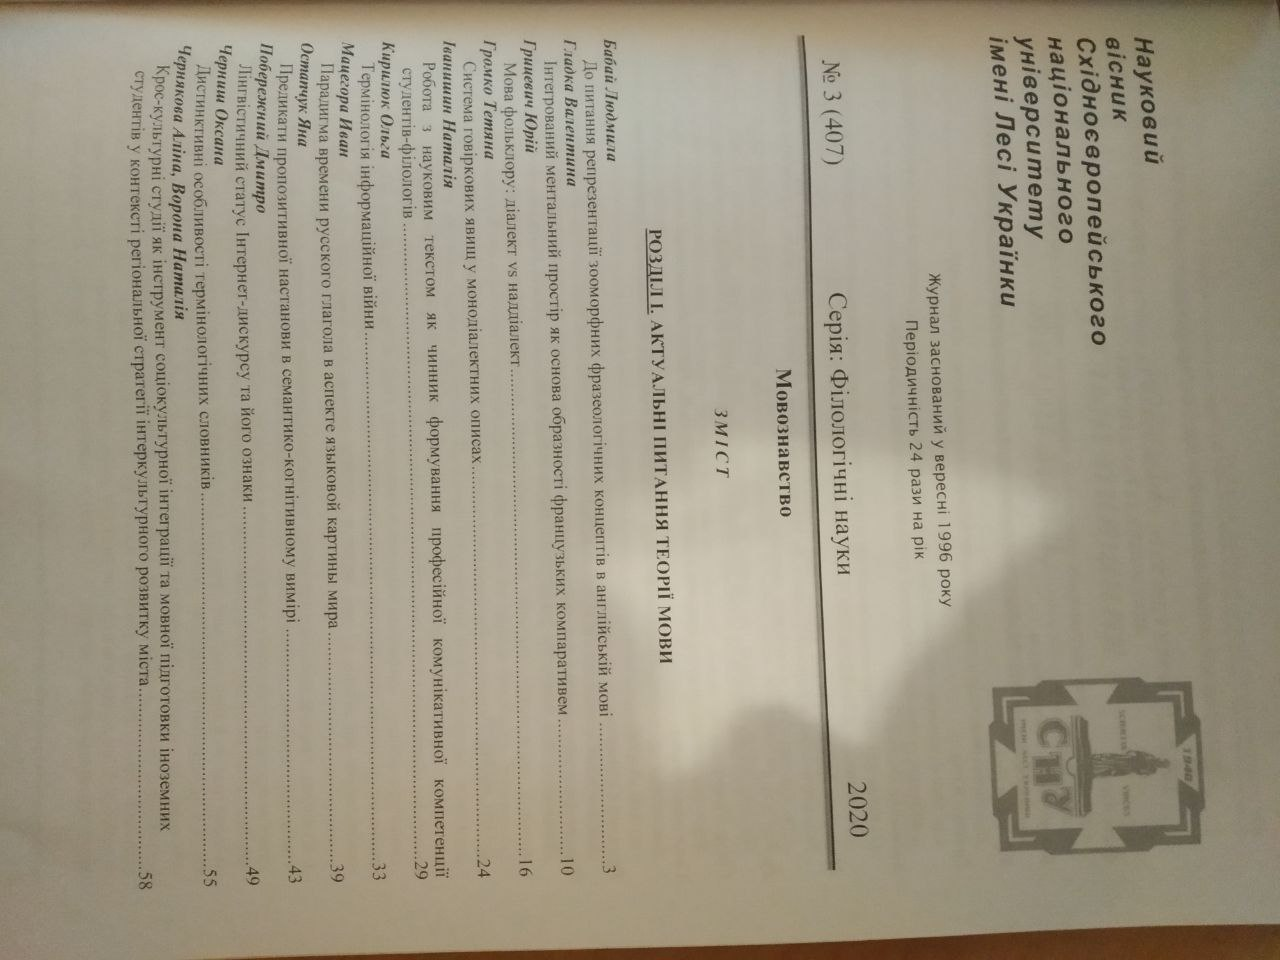 Науковий
вісник
Східноєвропейського
національного
університету
імені Лесі Українки
1940
СНУ
Журнал заснований у вересні 1996 року
Періодичність 24 рази на рік
№ 3 (407) Серія: Філологічні науки 2020
Мовознавство
ЗМІСТ
РОЗДІЛ I. АКТУАЛЬНІ ПИТАННЯ ТЕОРІЇ МОВИ
Бабай Людмила
До питання репрезентації зооморфних фразеологічних концептів в англійській мові ..................3
Гладка Валентина
Інтегрований ментальний простір як основа образності французьких компаративем ..................10
Грицевич Юрій
Мова фольклору: діалект vs наддіалект..................16
Громко Тетяна
Система говіркових явищ у монодіалектних описах..................24
Іванишин Наталія
Робота з науковим текстом як чинник формування професійної комунікативної компетенції
студентів-філологів..................29
Кирилюк Ольга
Термінологія інформаційної війни..................33
Мацегора Иван
Парадигма времени русского глагола в аспекте языковой картины мира ..................39
Остапчук Яна
Предикати пропозитивної настанови в семантико-когнітивному вимірі ..................43
Побережний Дмитро
Лінгвістичний статус Інтернет-дискурсу та його ознаки ..................49
Черниш Оксана
Дистинктивні особливості термінологічних словників ..................55
Чернякова Аліна, Ворона Наталія
Крос-культурні студії як інструмент соціокультурної інтеграції та мовної підготовки іноземних
студентів у контексті регіональної стратегії інтеркультурного розвитку міста..................58